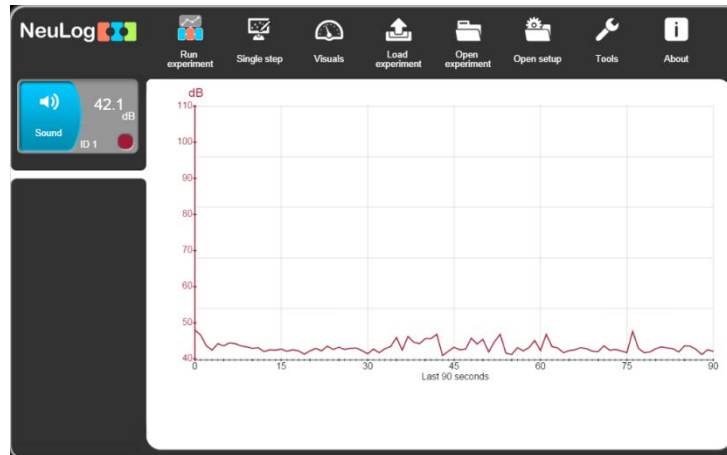 NeuLog
Run experiment
Single step
Visuals
Load experiment
Open experiment
Open setup
Tools
About
Sound
42.1
dB
ID 1
dB
110
100
90
80
70
60
50
40
0 15 30 45 60 75 90
Last 90 seconds